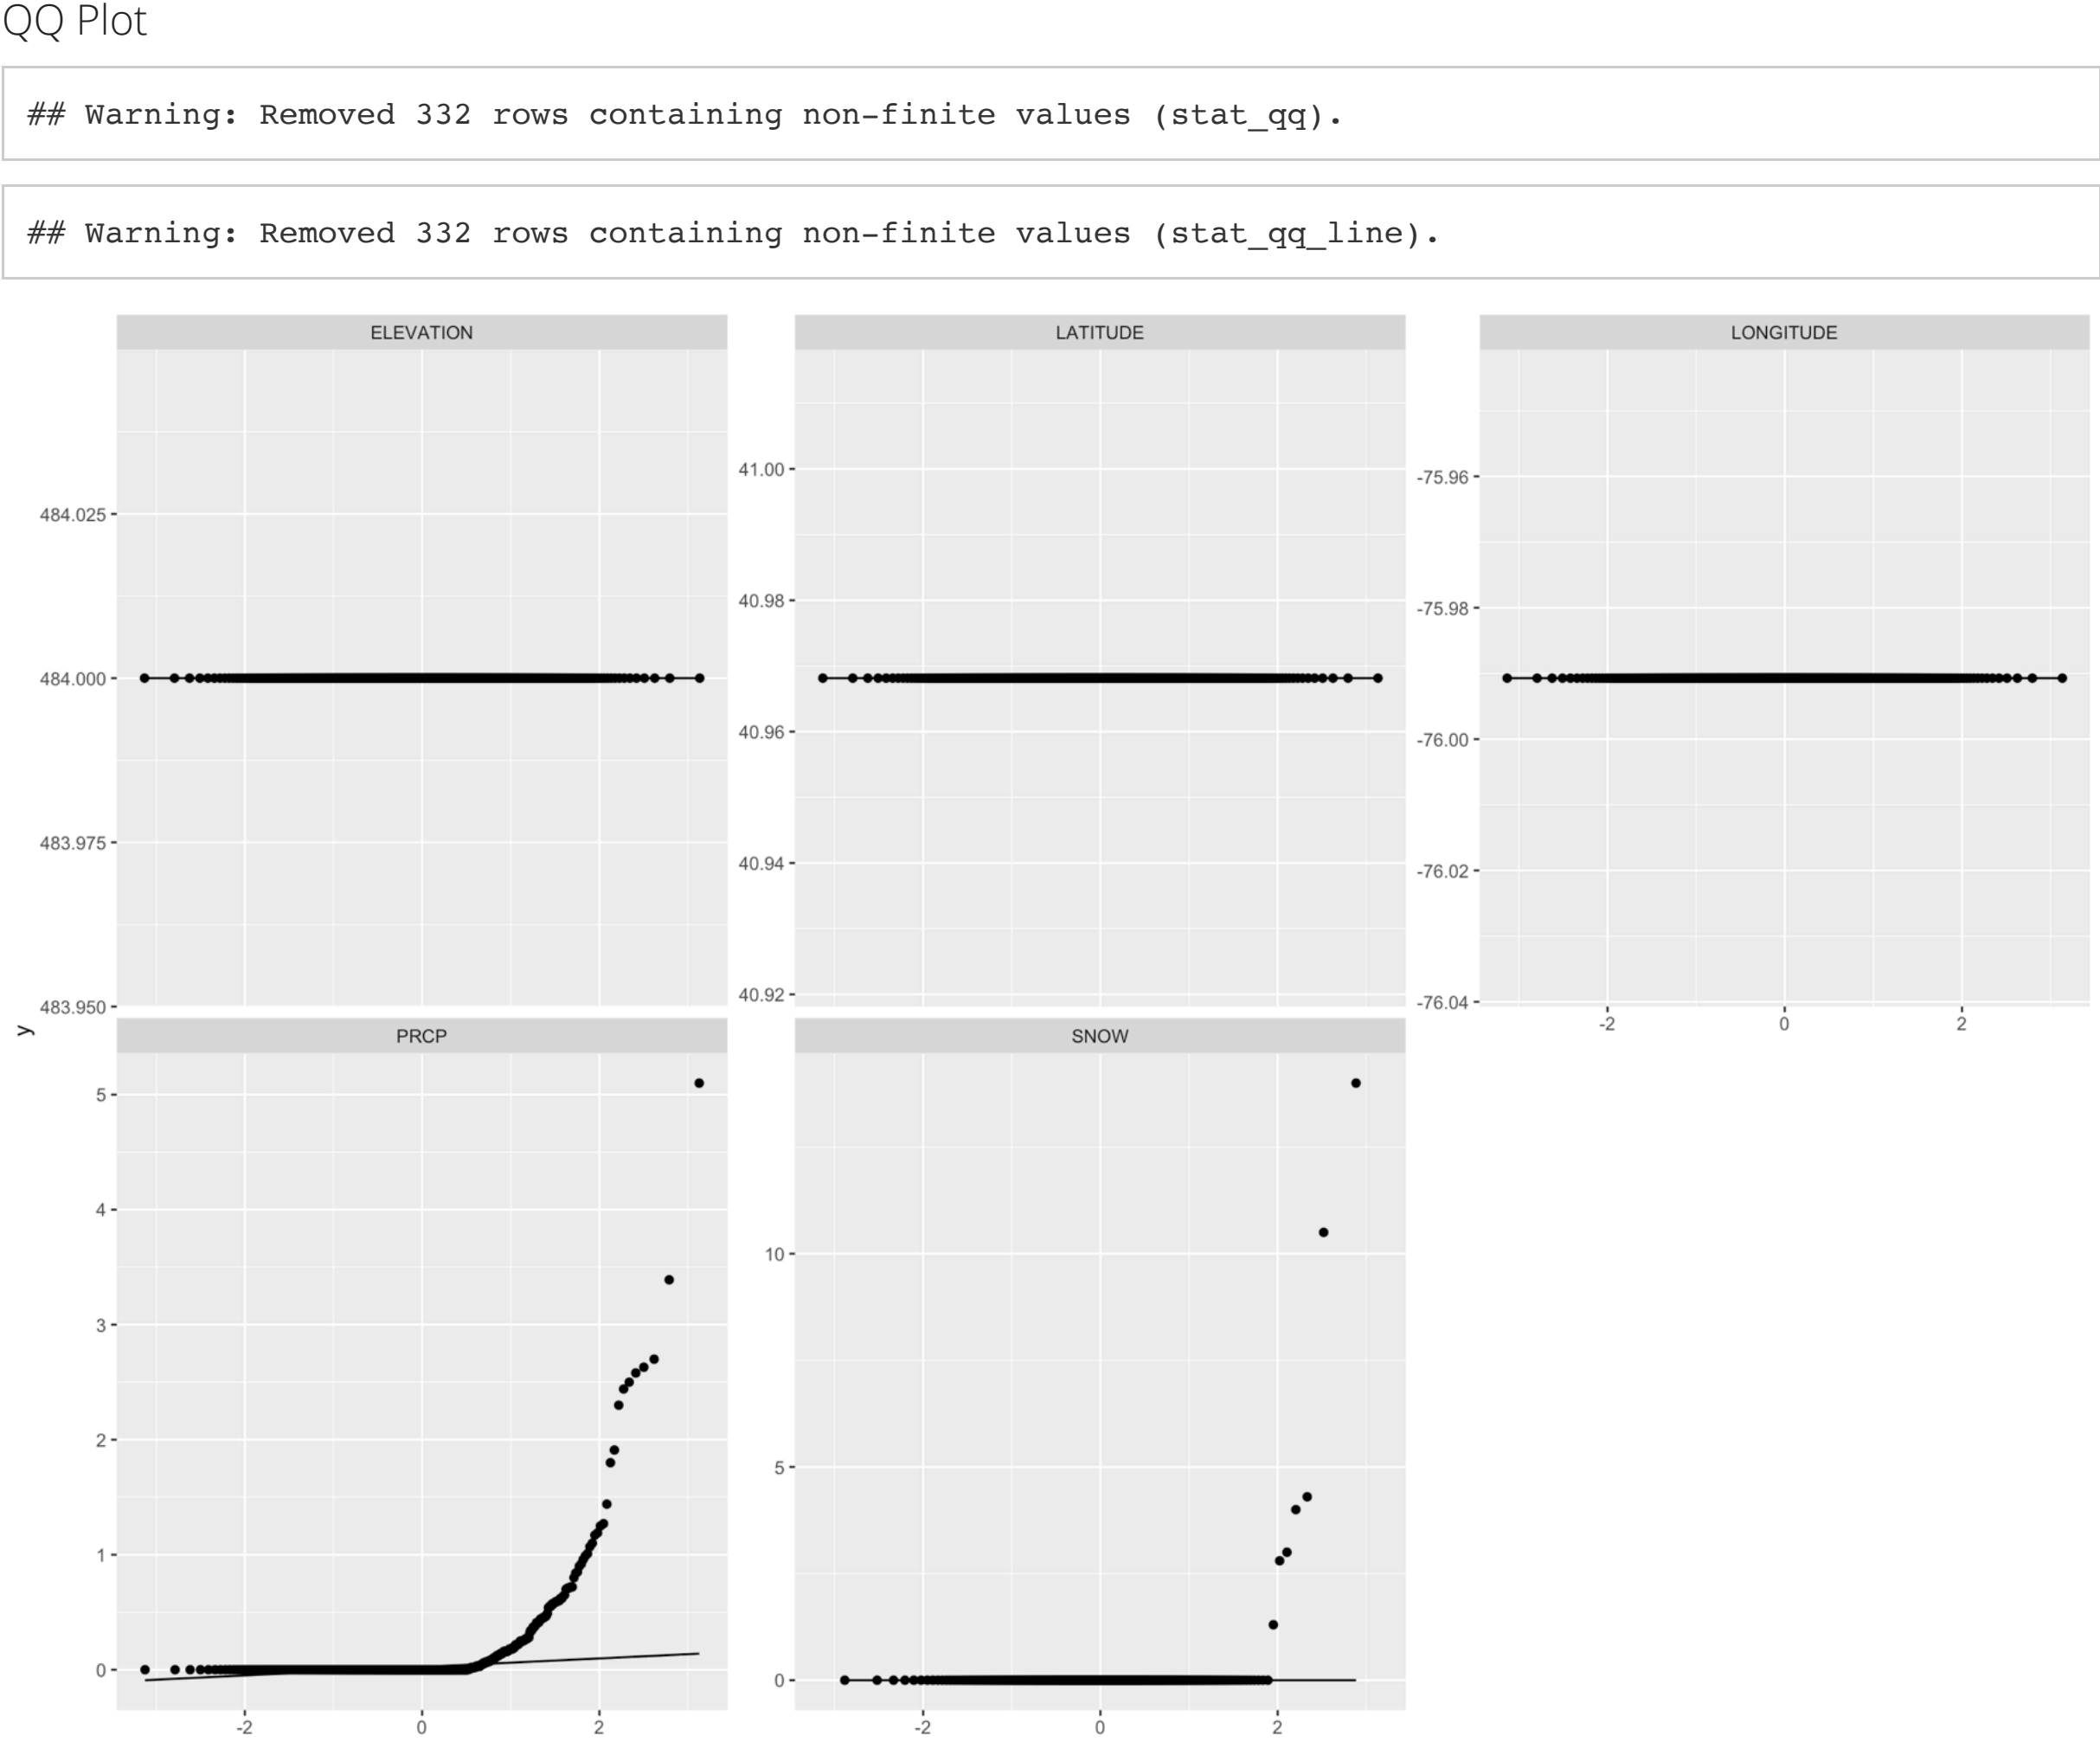 QQ Plot
## Warning: Removed 332 rows containing non-finite values (stat_qq).
## Warning: Removed 332 rows containing non-finite values (stat_qq_line).
ELEVATION
484.025
484.000
483.975
483.950
LATITUDE
41.00
40.98
40.96
40.94
40.92
LONGITUDE
-75.96
-75.98
-76.00
-76.02
-76.04
-2 0 2
y
PRCP
5
4
3
2
1
0
-2 0 2
SNOW
10
5
0
-2 0 2